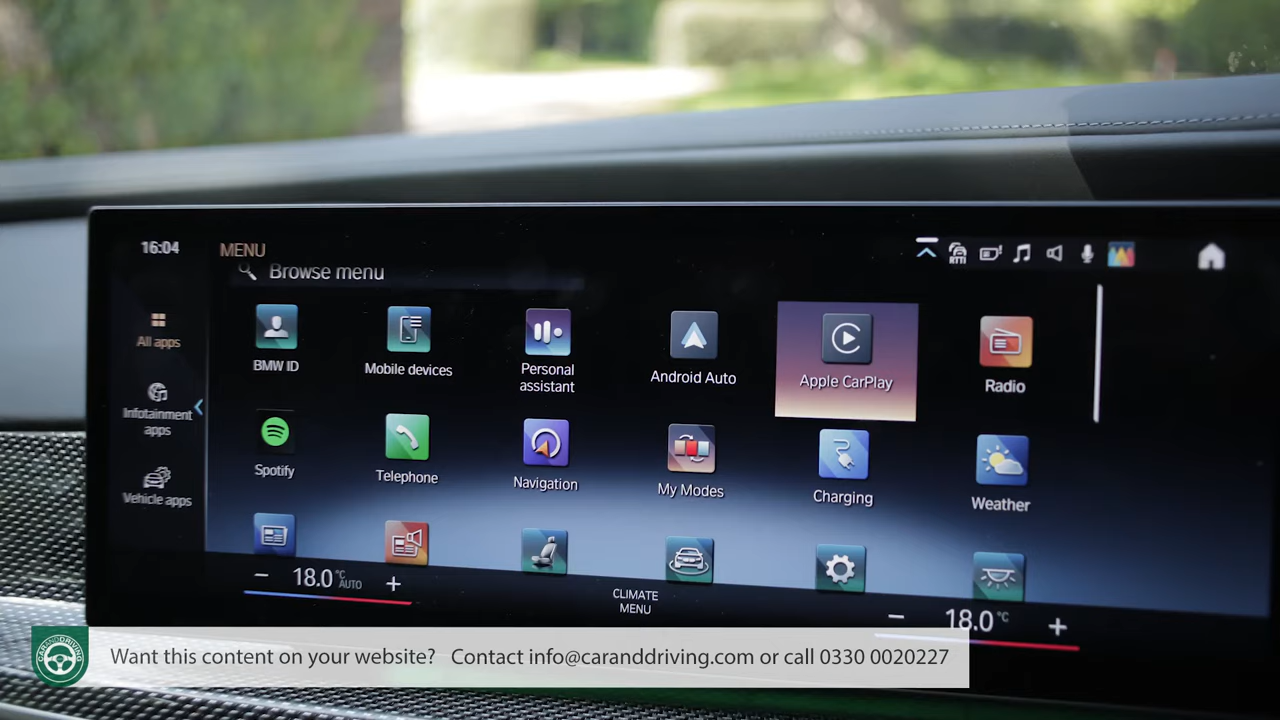 16:04
MENU
RTTI
Browse menu
All apps
Infotainment
apps
Vehicle apps
BMW ID
Mobile devices
Personal
assistant
Android Auto
Apple CarPlay
Radio
Spotify
Telephone
Navigation
My Modes
Charging
Weather
− 18.0 °C AUTO +
CLIMATE
MENU
− 18.0 °C +
CARANDDRIVING
Want this content on your website? Contact info@caranddriving.com or call 0330 0020227